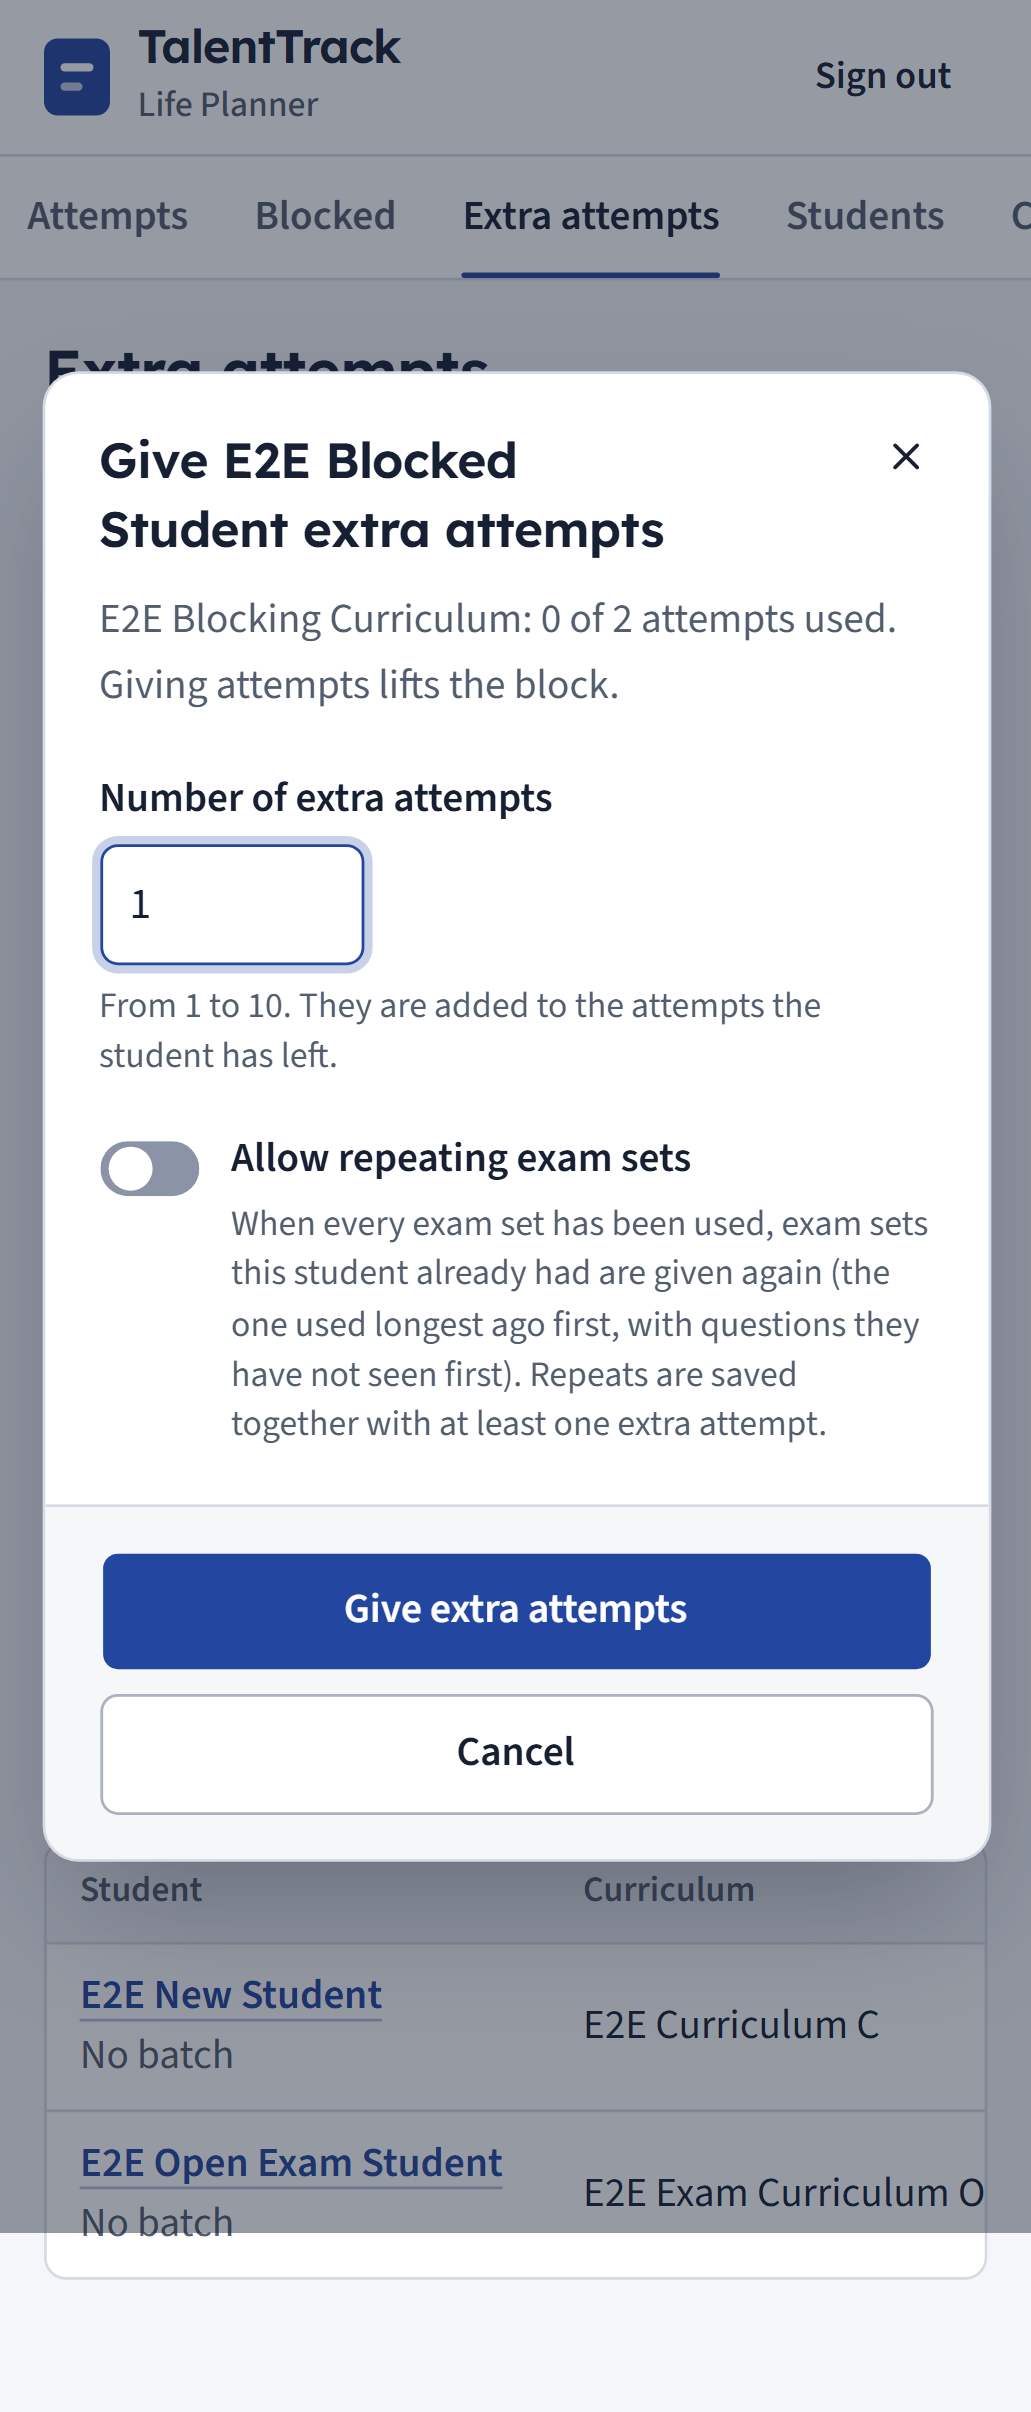 TalentTrack
Life Planner
Sign out
Attempts Blocked Extra attempts Students C
Extra attempts
Give E2E Blocked
Student extra attempts
E2E Blocking Curriculum: 0 of 2 attempts used.
Giving attempts lifts the block.
Number of extra attempts
1
From 1 to 10. They are added to the attempts the
student has left.
Allow repeating exam sets
When every exam set has been used, exam sets
this student already had are given again (the
one used longest ago first, with questions they
have not seen first). Repeats are saved
together with at least one extra attempt.
Give extra attempts
Cancel
Student Curriculum
E2E New Student
No batch
E2E Curriculum C
E2E Open Exam Student
No batch
E2E Exam Curriculum O